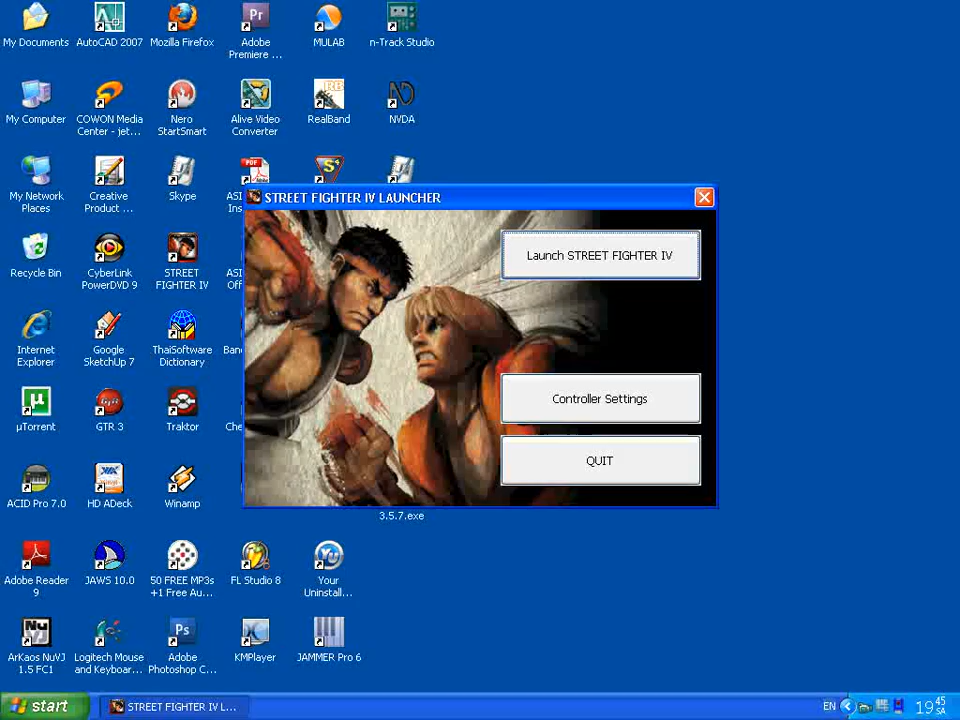 My Documents
AutoCAD 2007
Mozilla Firefox
Adobe
Premiere ...
MULAB
n-Track Studio
My Computer
COWON Media
Center - jet...
Nero
StartSmart
Alive Video
Converter
RealBand
NVDA
My Network
Places
Creative
Product ...
Skype
STREET FIGHTER IV LAUNCHER
Launch STREET FIGHTER IV
Controller Settings
QUIT
Recycle Bin
CyberLink
PowerDVD 9
STREET
FIGHTER IV
Internet
Explorer
Google
SketchUp 7
ThaiSoftware
Dictionary
µTorrent
GTR 3
Traktor
ACID Pro 7.0
HD ADeck
Winamp
3.5.7.exe
Adobe Reader
9
JAWS 10.0
50 FREE MP3s
+1 Free Au...
FL Studio 8
Your
Uninstall...
ArKaos NuVJ
1.5 FC1
Logitech Mouse
and Keyboar...
Adobe
Photoshop C...
KMPlayer
JAMMER Pro 6
start
STREET FIGHTER IV L...
EN
19 45
SA